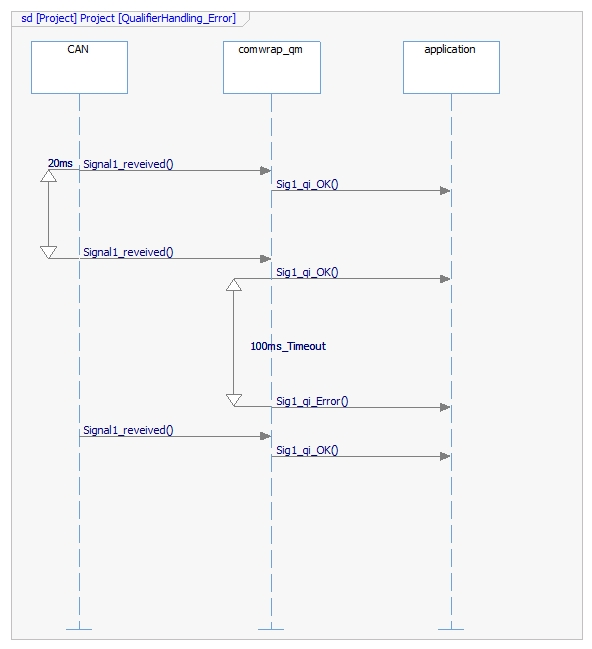 sd [Project] Project [QualifierHandling_Error]
CAN
comwrap_qm
application
20ms
Signal1_reveived()
Sig1_qi_OK()
Signal1_reveived()
Sig1_qi_OK()
100ms_Timeout
Sig1_qi_Error()
Signal1_reveived()
Sig1_qi_OK()